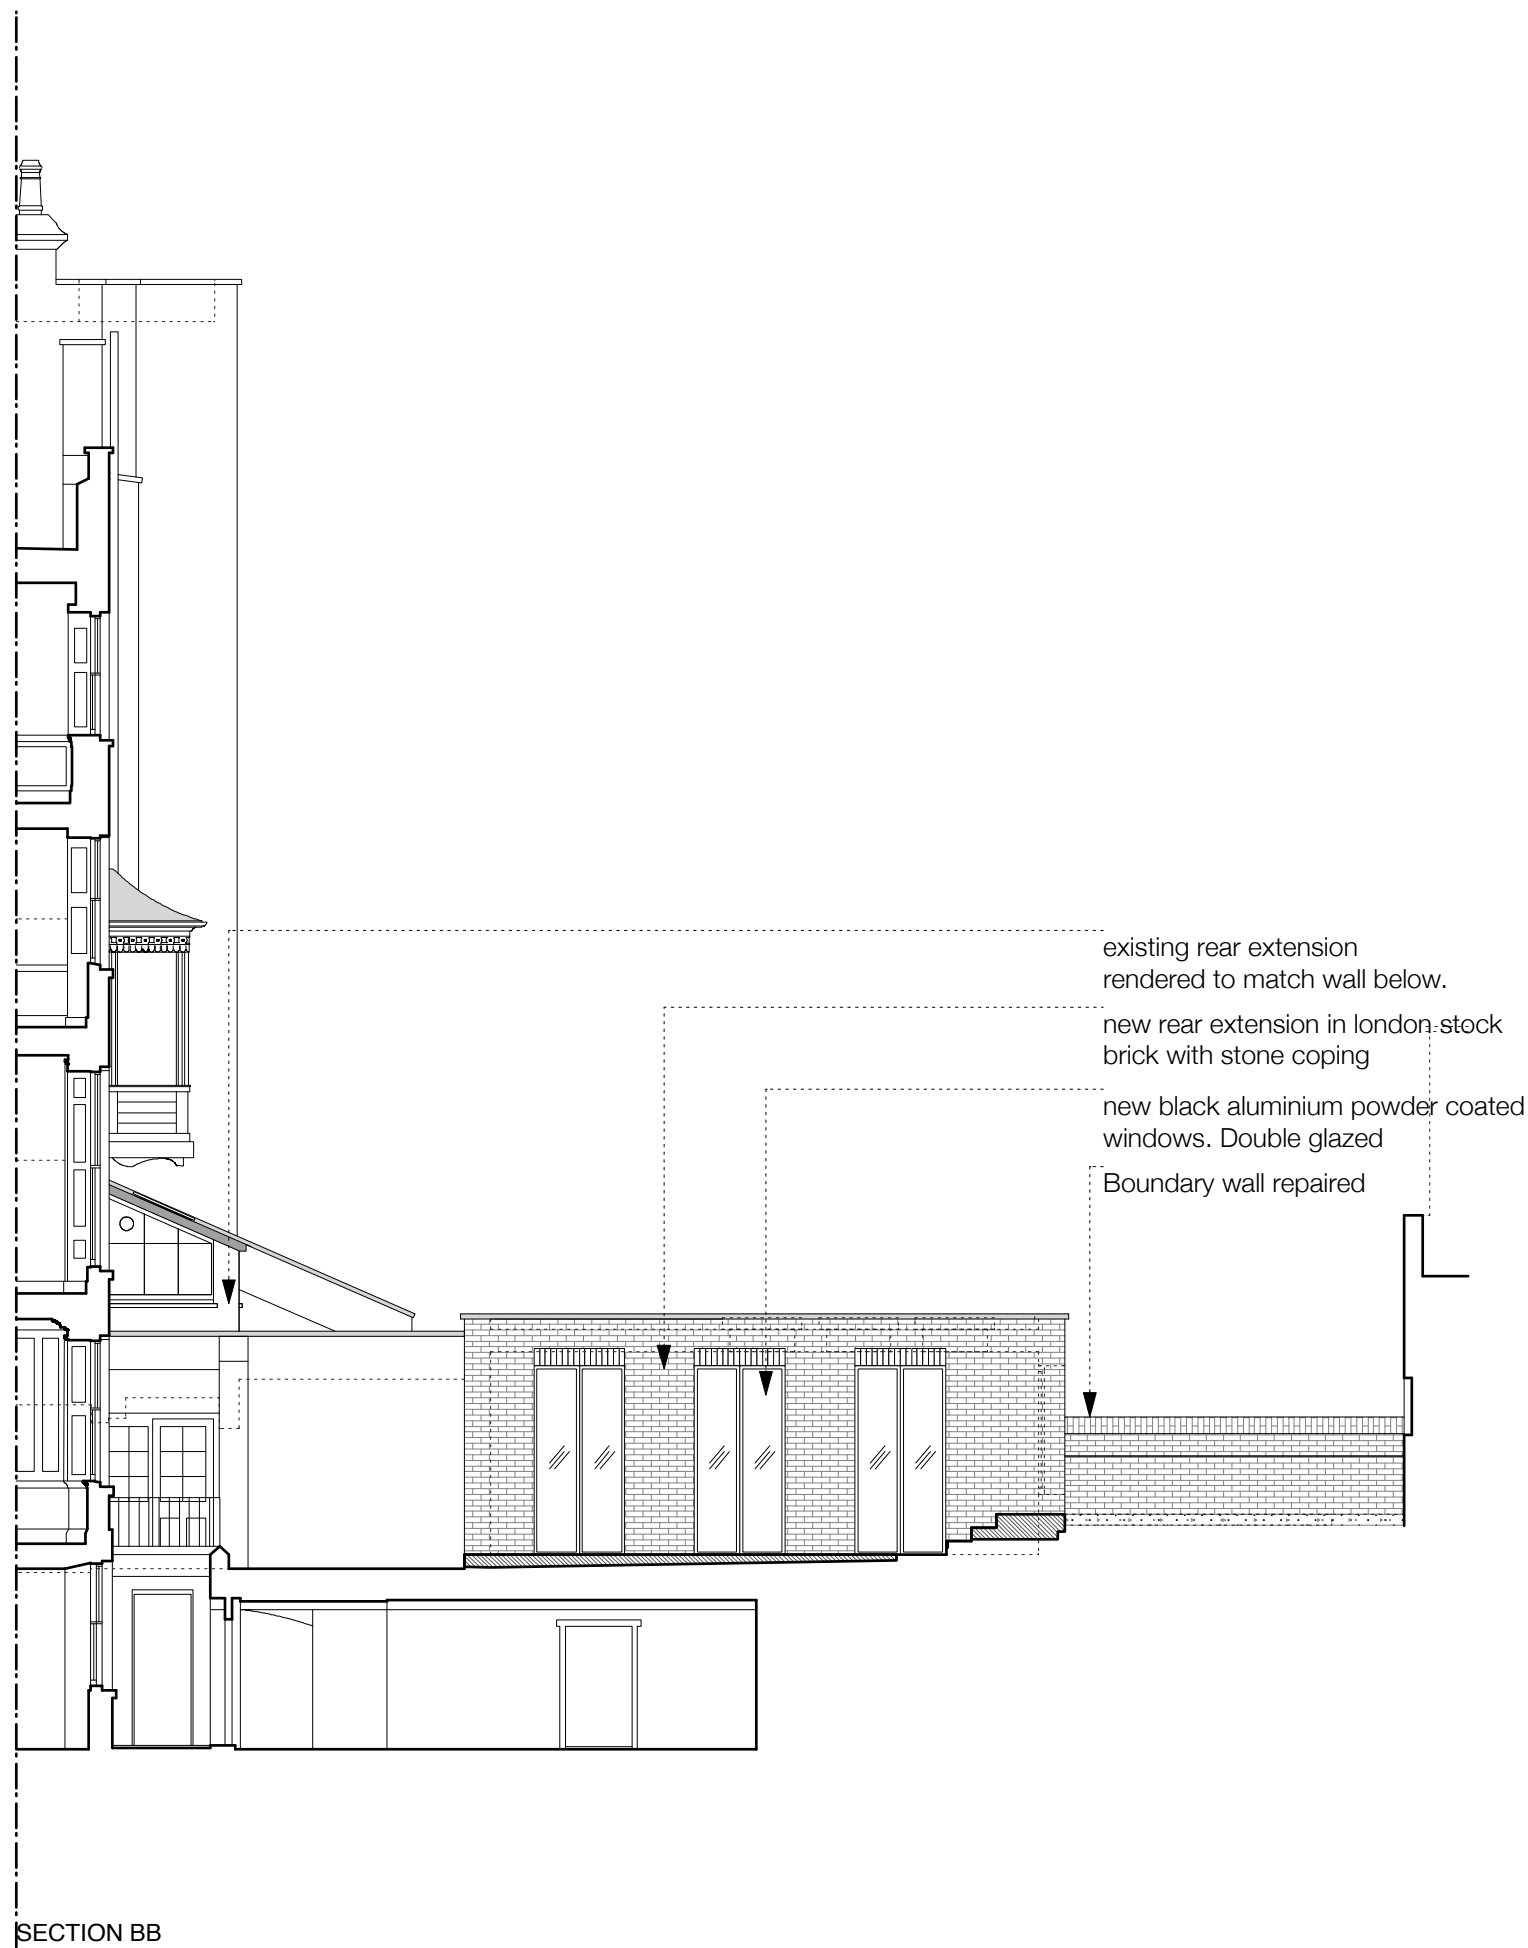 existing rear extension
rendered to match wall below.
new rear extension in london stock
brick with stone coping
new black aluminium powder coated
windows. Double glazed
Boundary wall repaired
SECTION BB